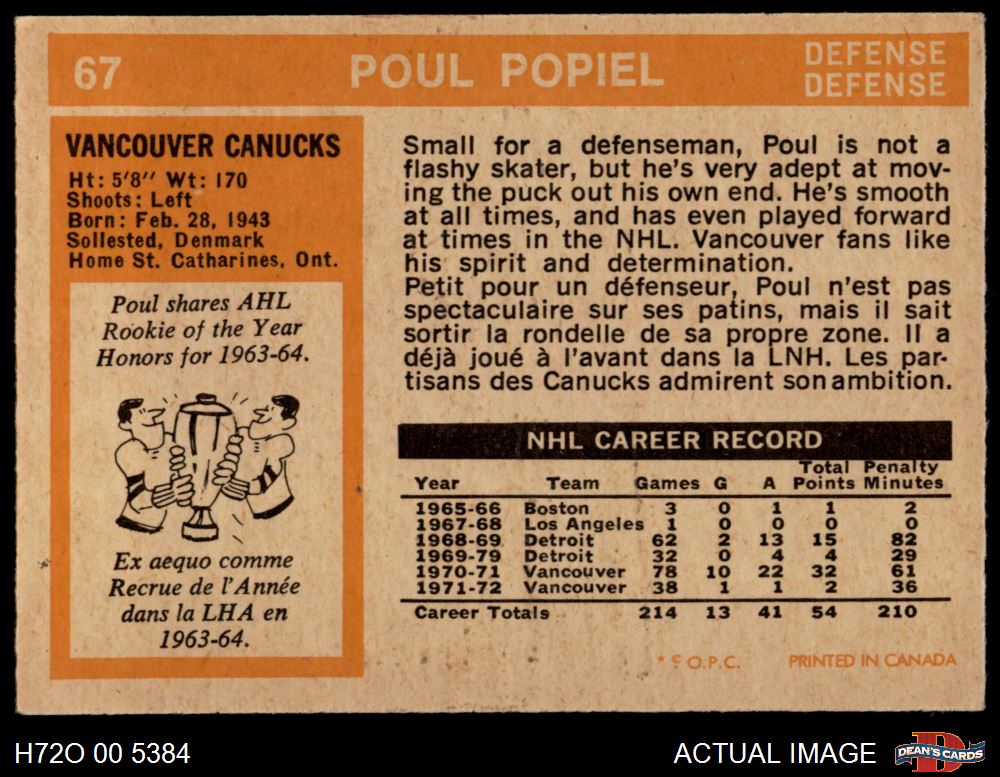 67
POUL POPIEL
DEFENSE
DEFENSE
VANCOUVER CANUCKS
Ht: 5'8" Wt: 170
Shoots: Left
Born: Feb. 28, 1943
Sollested, Denmark
Home St. Catharines, Ont.
Poul shares AHL
Rookie of the Year
Honors for 1963-64.
Ex aequo comme
Recrue de l'Année
dans la LHA en
1963-64.
Small for a defenseman, Poul is not a
flashy skater, but he's very adept at mov-
ing the puck out his own end. He's smooth
at all times, and has even played forward
at times in the NHL. Vancouver fans like
his spirit and determination.
Petit pour un défenseur, Poul n'est pas
spectaculaire sur ses patins, mais il sait
sortir la rondelle de sa propre zone. Il a
déjà joué à l'avant dans la LNH. Les par-
tisans des Canucks admirent son ambition.
NHL CAREER RECORD
Year Team Games G A Total Points Penalty Minutes
1965-66 Boston 3 0 1 1 2
1967-68 Los Angeles 1 0 0 0 0
1968-69 Detroit 62 2 13 15 82
1969-79 Detroit 32 0 4 4 29
1970-71 Vancouver 78 10 22 32 61
1971-72 Vancouver 38 1 1 2 36
Career Totals 214 13 41 54 210
* © O.P.C. PRINTED IN CANADA
H72O 00 5384
ACTUAL IMAGE
DEAN'S CARDS